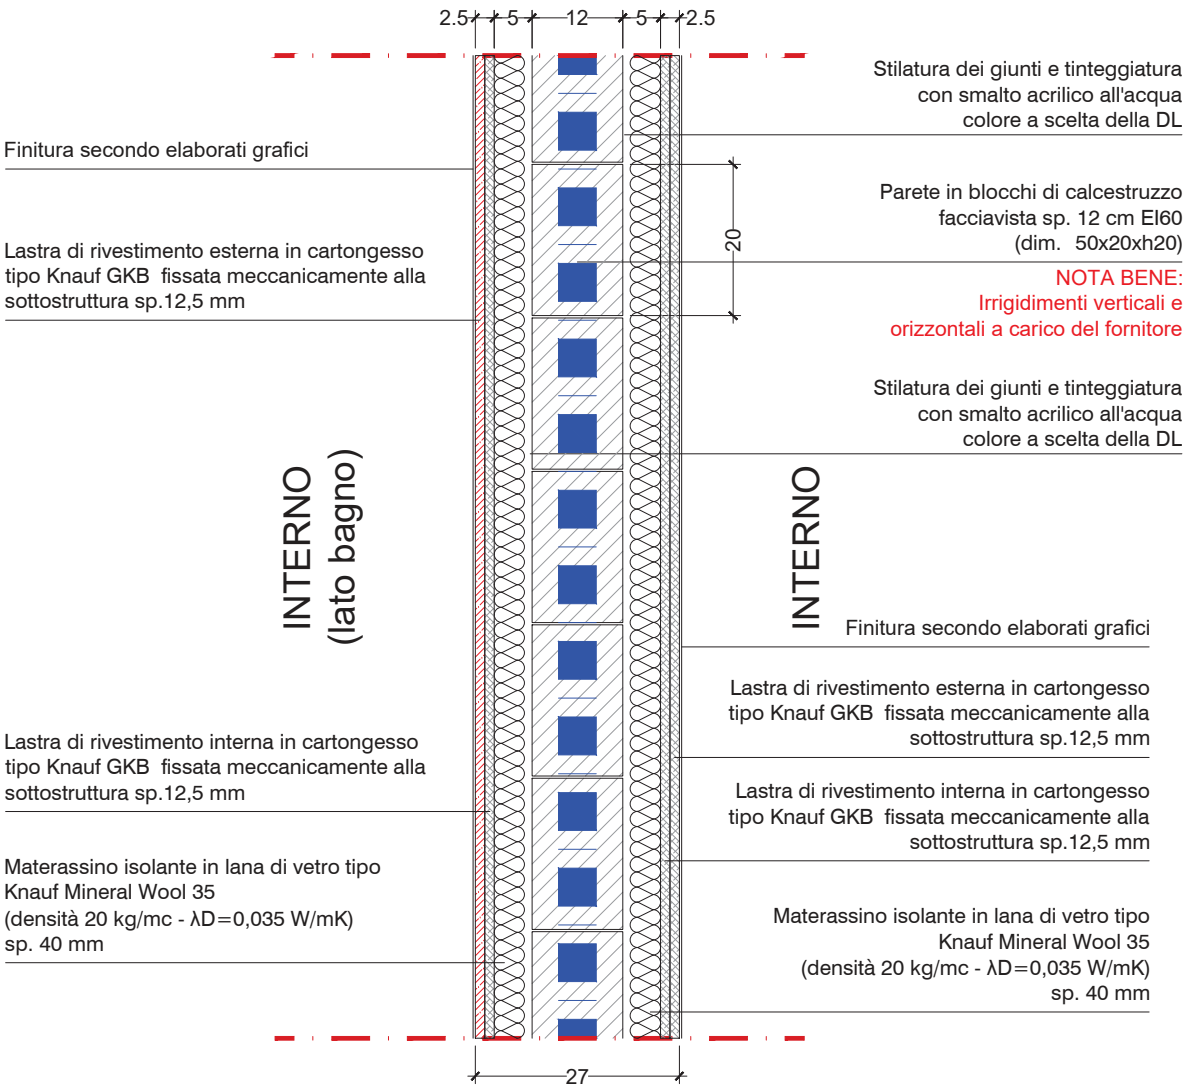 2.5 5 12 5 2.5
Finitura secondo elaborati grafici
Lastra di rivestimento esterna in cartongesso
tipo Knauf GKB fissata meccanicamente alla
sottostruttura sp.12,5 mm
INTERNO
(lato bagno)
Lastra di rivestimento interna in cartongesso
tipo Knauf GKB fissata meccanicamente alla
sottostruttura sp.12,5 mm
Materassino isolante in lana di vetro tipo
Knauf Mineral Wool 35
(densità 20 kg/mc - λD=0,035 W/mK)
sp. 40 mm
Stilatura dei giunti e tinteggiatura
con smalto acrilico all'acqua
colore a scelta della DL
Parete in blocchi di calcestruzzo
facciavista sp. 12 cm EI60
(dim. 50x20xh20)
20
NOTA BENE:
Irrigidimenti verticali e
orizzontali a carico del fornitore
Stilatura dei giunti e tinteggiatura
con smalto acrilico all'acqua
colore a scelta della DL
INTERNO
Finitura secondo elaborati grafici
Lastra di rivestimento esterna in cartongesso
tipo Knauf GKB fissata meccanicamente alla
sottostruttura sp.12,5 mm
Lastra di rivestimento interna in cartongesso
tipo Knauf GKB fissata meccanicamente alla
sottostruttura sp.12,5 mm
Materassino isolante in lana di vetro tipo
Knauf Mineral Wool 35
(densità 20 kg/mc - λD=0,035 W/mK)
sp. 40 mm
27